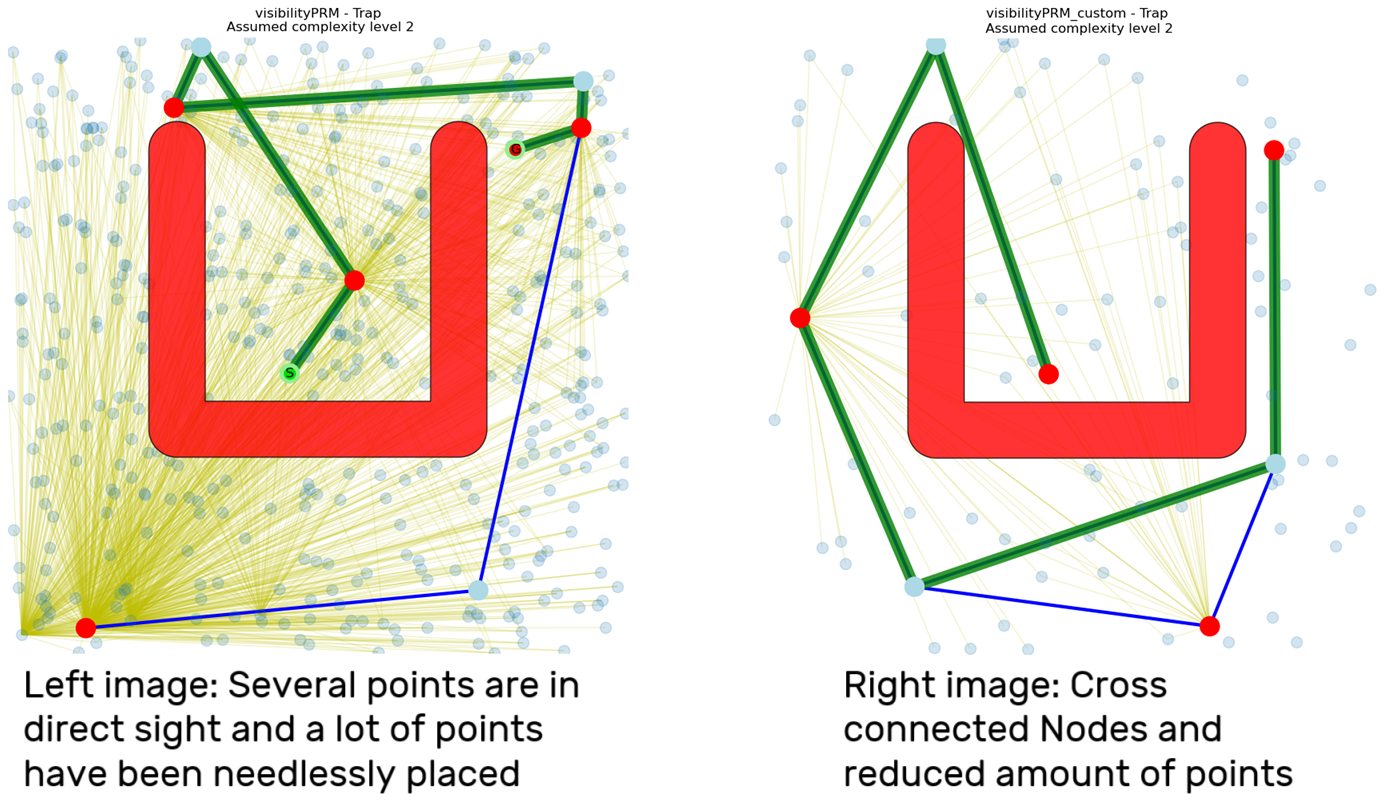 visibilityPRM - Trap
Assumed complexity level 2
G
S
Left image: Several points are in
direct sight and a lot of points
have been needlessly placed
visibilityPRM_custom - Trap
Assumed complexity level 2
Right image: Cross
connected Nodes and
reduced amount of points